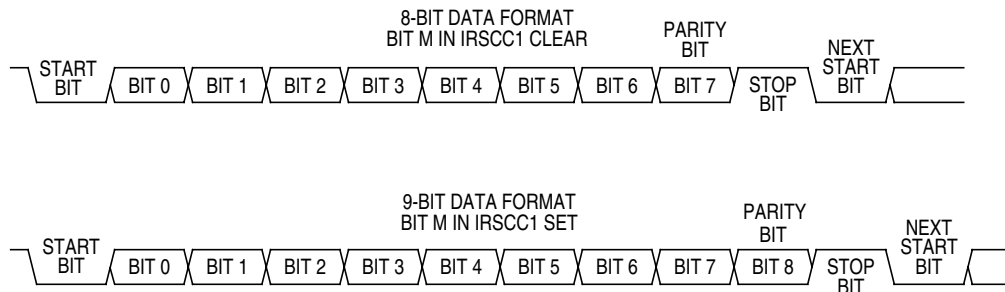 8-BIT DATA FORMAT
BIT M IN IRSCC1 CLEAR
PARITY
BIT
START
BIT
BIT 0
BIT 1
BIT 2
BIT 3
BIT 4
BIT 5
BIT 6
BIT 7
STOP
BIT
NEXT
START
BIT
9-BIT DATA FORMAT
BIT M IN IRSCC1 SET
PARITY
BIT
START
BIT
BIT 0
BIT 1
BIT 2
BIT 3
BIT 4
BIT 5
BIT 6
BIT 7
BIT 8
STOP
BIT
NEXT
START
BIT